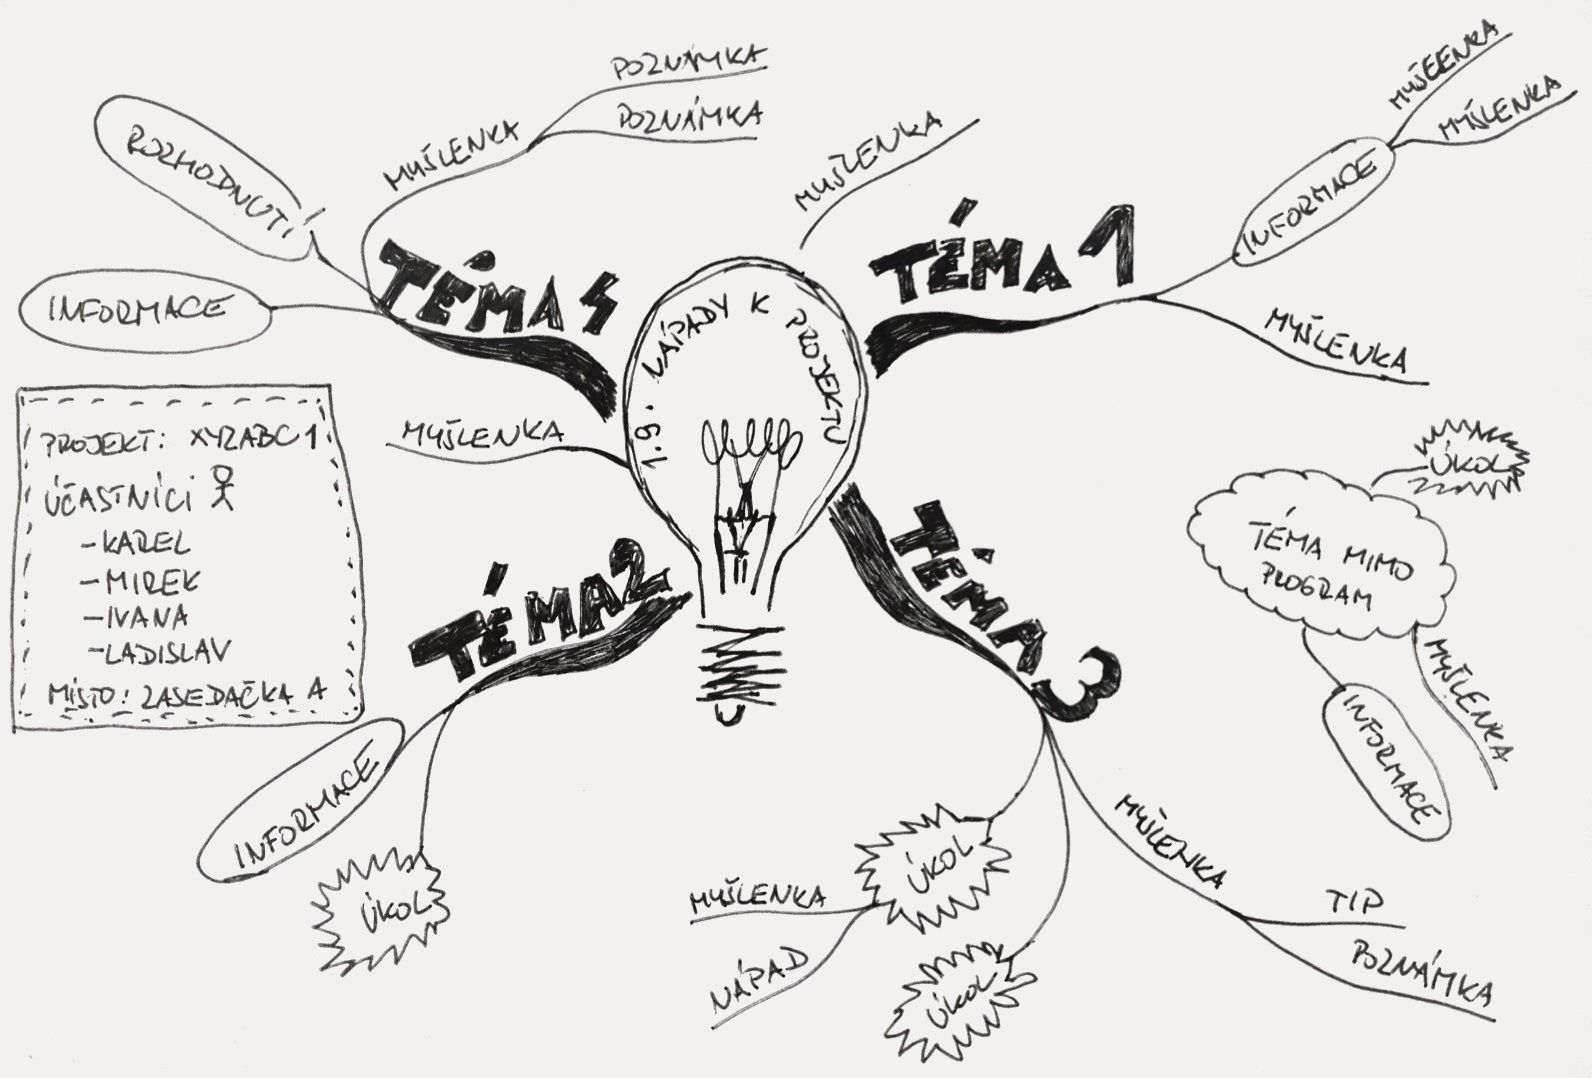 POZNÁMKA
POZNÁMKA
MYŠLENKA
ROZHODNUTÍ
INFORMACE
TÉMA
MYŠLENKA
MYŠLENKA
1.9. NÁPADY K PROJEKTU
TÉMA 1
INFORMACE
MYŠEENKA
MYŠLENKA
MYŠLENKA
PROJEKT: XYZABC1
ÚČASTNÍCI
-KAREL
-MIREK
-IVANA
-LADISLAV
MÍSTO: ZASEDAČKA A
TÉMA 2
INFORMACE
ÚKOL
TÉMA 3
ÚKOL
MYŠLENKA
NÁPAD
ÚKOL
MYŠLENKA
TIP
POZNÁMKA
ÚKOL
TÉMA MIMO
PROGRAM
MYŠLENKA
INFORMACE